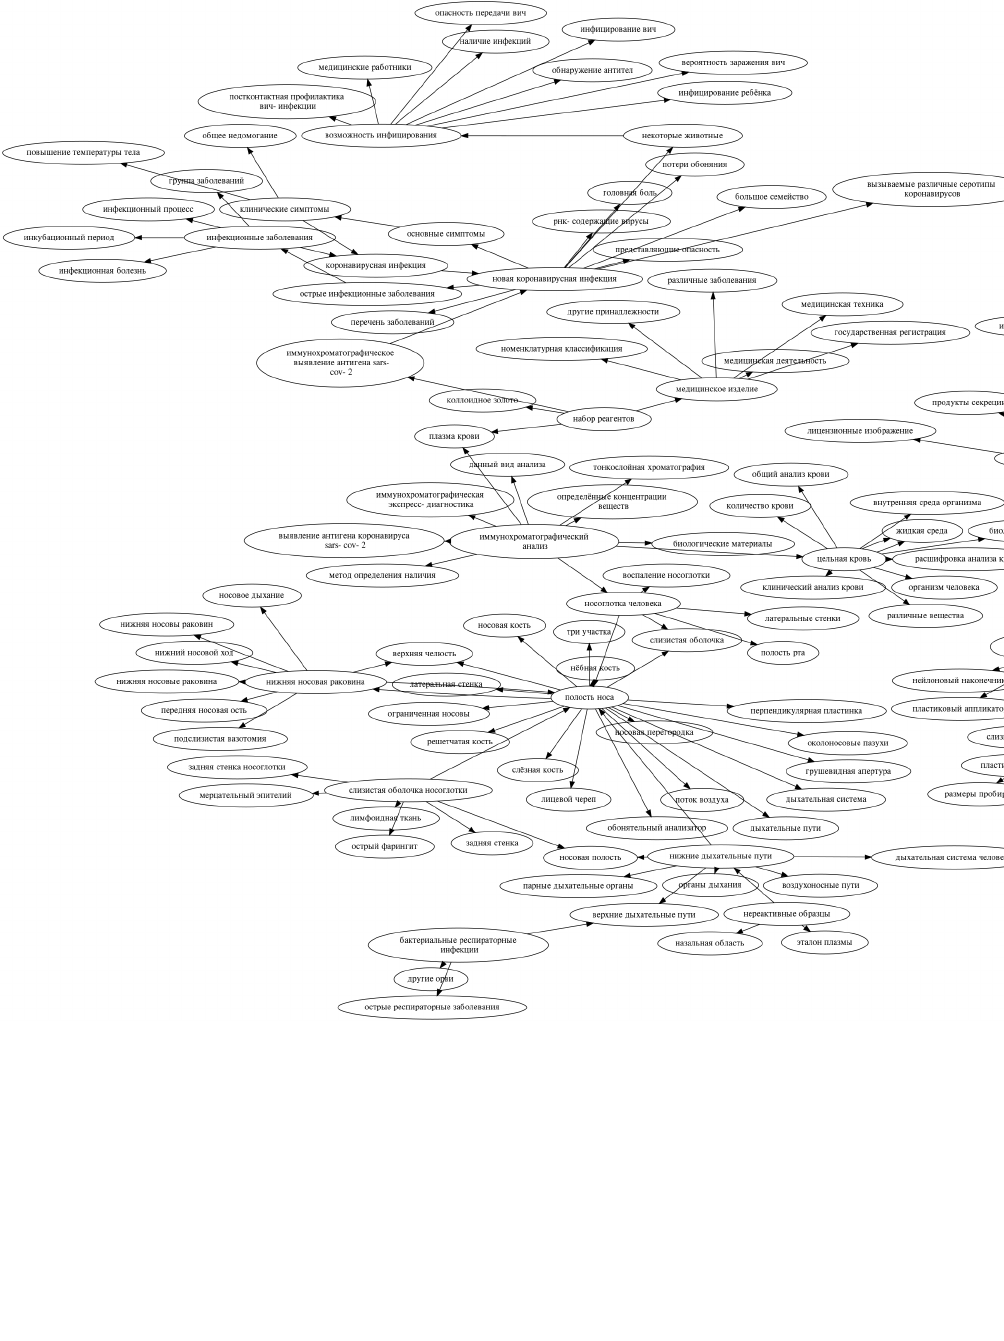 опасность передачи вич
инфицирование вич
наличие инфекций
вероятность заражения вич
медицинские работники
обнаружение антител
инфицирование ребёнка
постконтактная профилактика
вич- инфекции
общее недомогание
возможность инфицирования
некоторые животные
повышение температуры тела
потери обоняния
группа заболеваний
головная боль
большое семейство
вызываемые различные серотипы
коронавирусов
инфекционный процесс
клинические симптомы
рнк- содержащие вирусы
инкубационный период
инфекционные заболевания
основные симптомы
представляющие опасность
инфекционная болезнь
коронавирусная инфекция
новая коронавирусная инфекция
различные заболевания
острые инфекционные заболевания
другие принадлежности
медицинская техника
перечень заболеваний
государственная регистрация
иммунохроматографическое
выявление антигена sars-
cov- 2
номенклатурная классификация
медицинская деятельность
медицинское изделие
коллоидное золото
продукты секреции
набор реагентов
плазма крови
лицензионные изображение
данный вид анализа
тонкослойная хроматография
общий анализ крови
иммунохроматографическая
экспресс- диагностика
определённые концентрации
веществ
количество крови
внутренняя среда организма
жидкая среда
выявление антигена коронавируса
sars- cov- 2
иммунохроматографический
анализ
биологические материалы
цельная кровь
расшифровка анализа к
метод определения наличия
воспаление носоглотки
клинический анализ крови
организм человека
носовое дыхание
носоглотка человека
латеральные стенки
различные вещества
нижняя носовы раковин
носовая кость
три участка
слизистая оболочка
нижний носовой ход
верхняя челюсть
полость рта
нёбная кость
нижняя носовые раковина
нижняя носовая раковина
латеральная стенка
полость носа
нейлоновый наконечник
передняя носовая ость
ограниченная носовы
перпендикулярная пластинка
пластиковый аппликато
подслизистая вазотомия
решетчатая кость
носовая перегородка
околоносовые пазухи
слиз
задняя стенка носоглотки
слёзная кость
грушевидная апертура
пласти
мерцательный эпителий
слизистая оболочка носоглотки
лицевой череп
поток воздуха
дыхательная система
размеры пробир
лимфоидная ткань
обонятельный анализатор
дыхательные пути
острый фарингит
задняя стенка
носовая полость
нижние дыхательные пути
дыхательная система челове
парные дыхательные органы
органы дыхания
воздухоносные пути
верхние дыхательные пути
нереактивные образцы
бактериальные респираторные
инфекции
назальная область
эталон плазмы
другие орви
острые респираторные заболевания